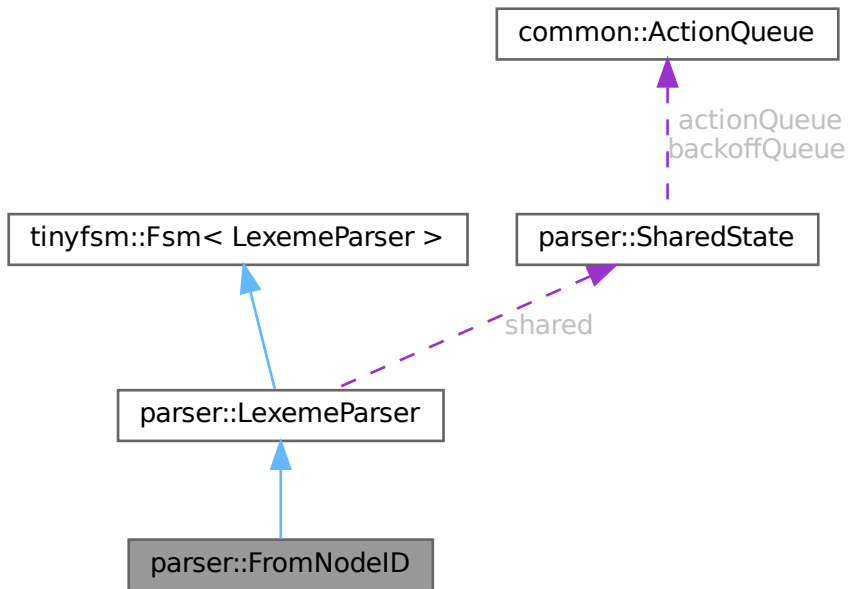 common::ActionQueue
actionQueue
backoffQueue
tinyfsm::Fsm< LexemeParser >
parser::SharedState
shared
parser::LexemeParser
parser::FromNodeID